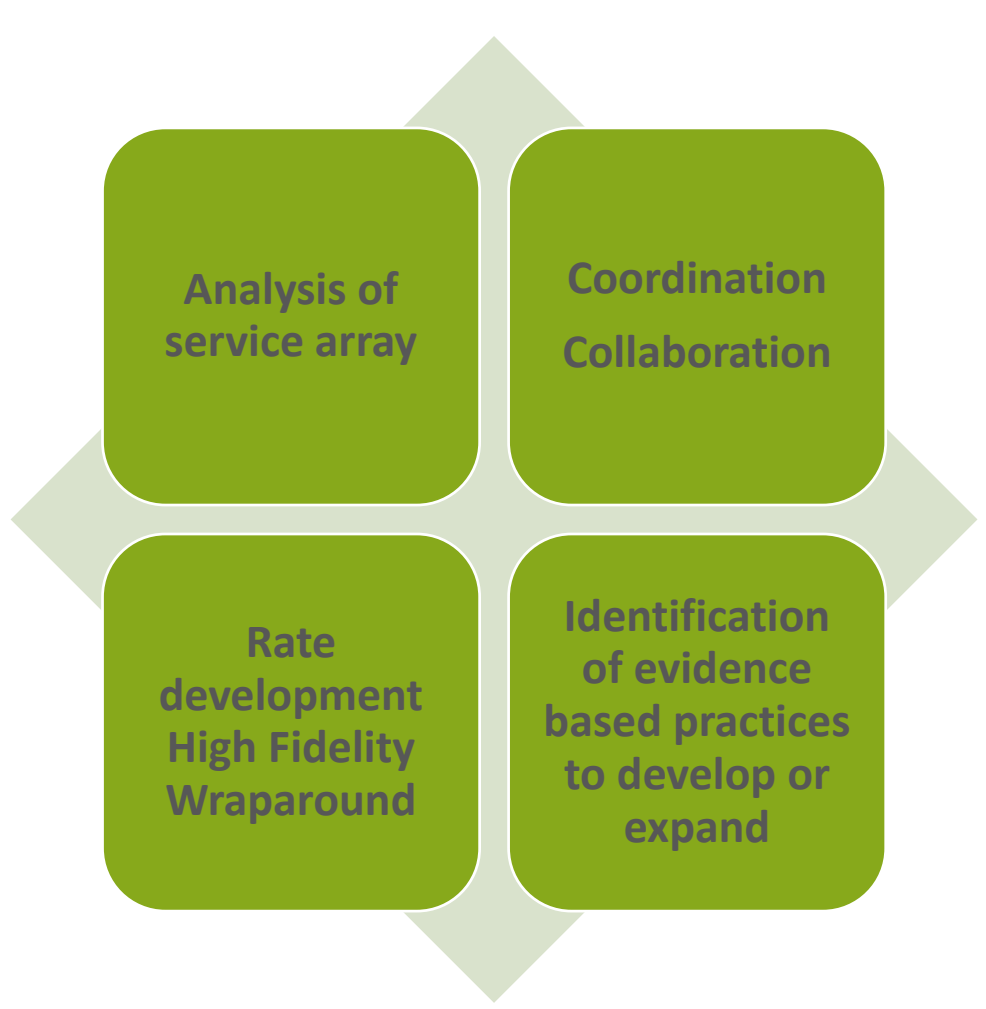 Analysis of
service array
Coordination
Collaboration
Rate
development
High Fidelity
Wraparound
Identification
of evidence
based practices
to develop or
expand